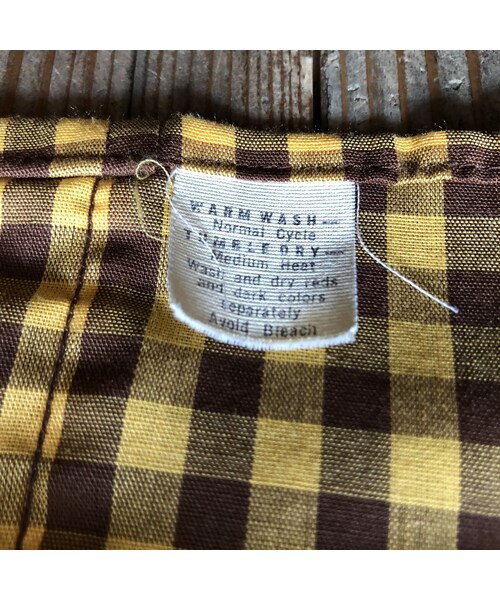 WARM WASH
Normal Cycle
TUMBLE DRY
Medium Heat
Wash and dry reds
and dark colors
separately
Avoid Bleach